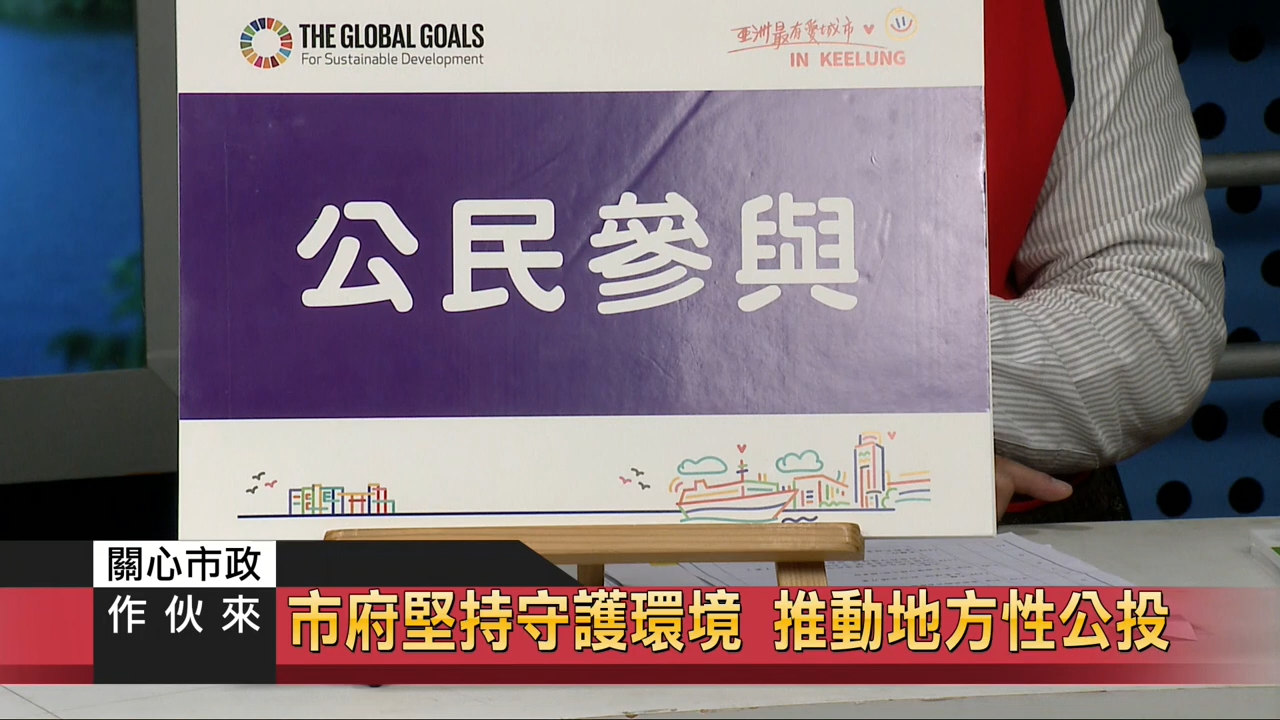 THE GLOBAL GOALS
For Sustainable Development
亞洲最有愛城市
IN KEELUNG
公民參與
關心市政
作伙來
市府堅持守護環境 推動地方性公投